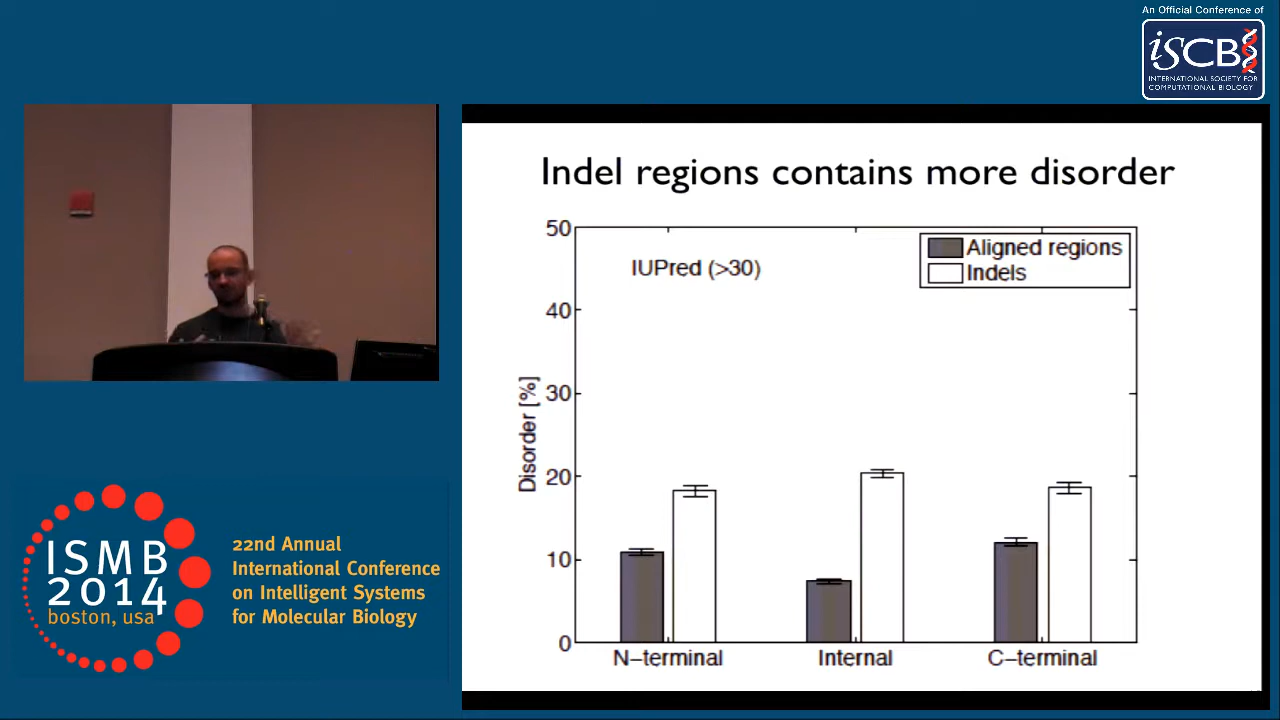 An Official Conference of
iSCB
INTERNATIONAL SOCIETY FOR
COMPUTATIONAL BIOLOGY
Indel regions contains more disorder
50
40
30
20
10
0
Disorder [%]
IUPred (>30)
Aligned regions
Indels
N-terminal
Internal
C-terminal
ISMB
2014
boston, usa
22nd Annual
International Conference
on Intelligent Systems
for Molecular Biology